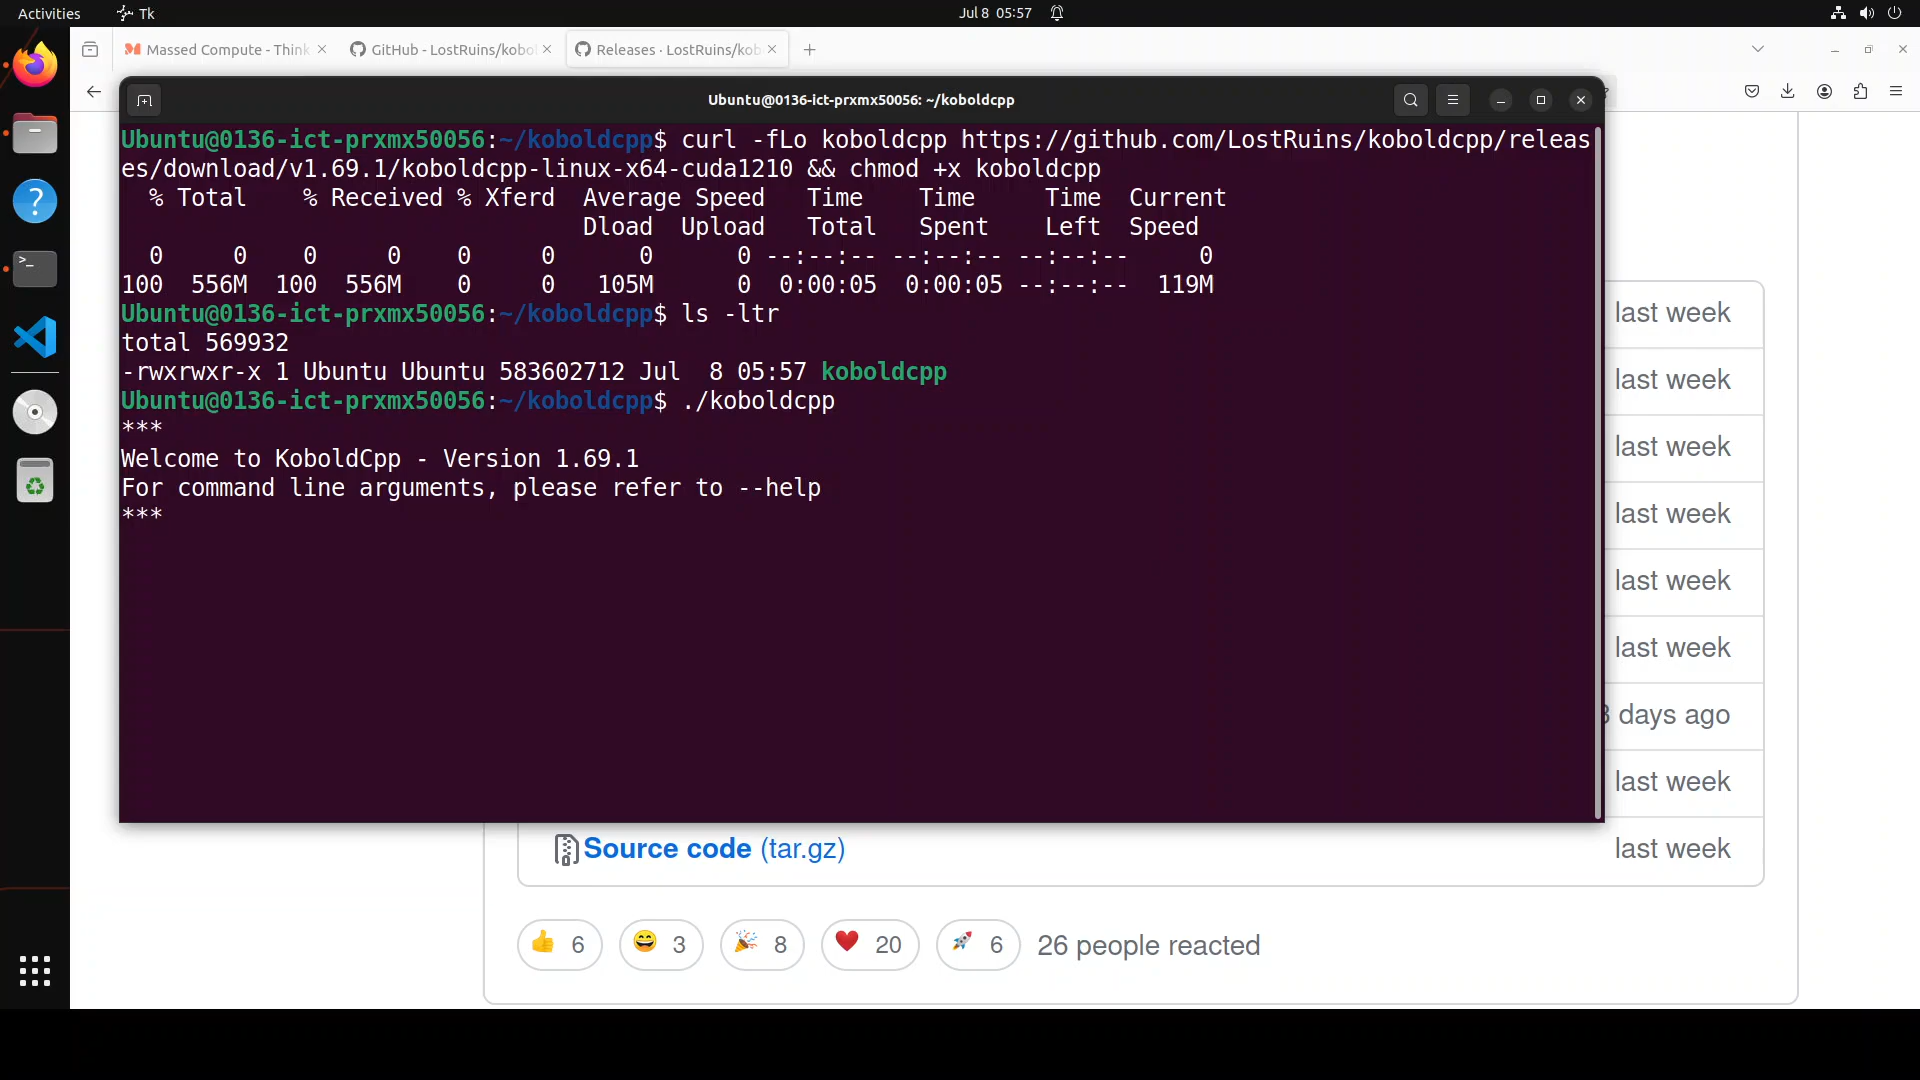 Activities Tk Jul 8 05:57
Massed Compute - Think GitHub - LostRuins/kobol Releases · LostRuins/kob
Ubuntu@0136-ict-prxmx50056: ~/koboldcpp
Ubuntu@0136-ict-prxmx50056:~/koboldcpp$ curl -fLo koboldcpp https://github.com/LostRuins/koboldcpp/releas
es/download/v1.69.1/koboldcpp-linux-x64-cuda1210 && chmod +x koboldcpp
% Total % Received % Xferd Average Speed Time Time Time Current
Dload Upload Total Spent Left Speed
0 0 0 0 0 0 0 0 --:--:-- --:--:-- --:--:-- 0
100 556M 100 556M 0 0 105M 0 0:00:05 0:00:05 --:--:-- 119M
Ubuntu@0136-ict-prxmx50056:~/koboldcpp$ ls -ltr
total 569932
-rwxrwxr-x 1 Ubuntu Ubuntu 583602712 Jul 8 05:57 koboldcpp
Ubuntu@0136-ict-prxmx50056:~/koboldcpp$ ./koboldcpp
***
Welcome to KoboldCpp - Version 1.69.1
For command line arguments, please refer to --help
***
last week
last week
last week
last week
last week
last week
3 days ago
last week
Source code (tar.gz) last week
6 3 8 20 6 26 people reacted